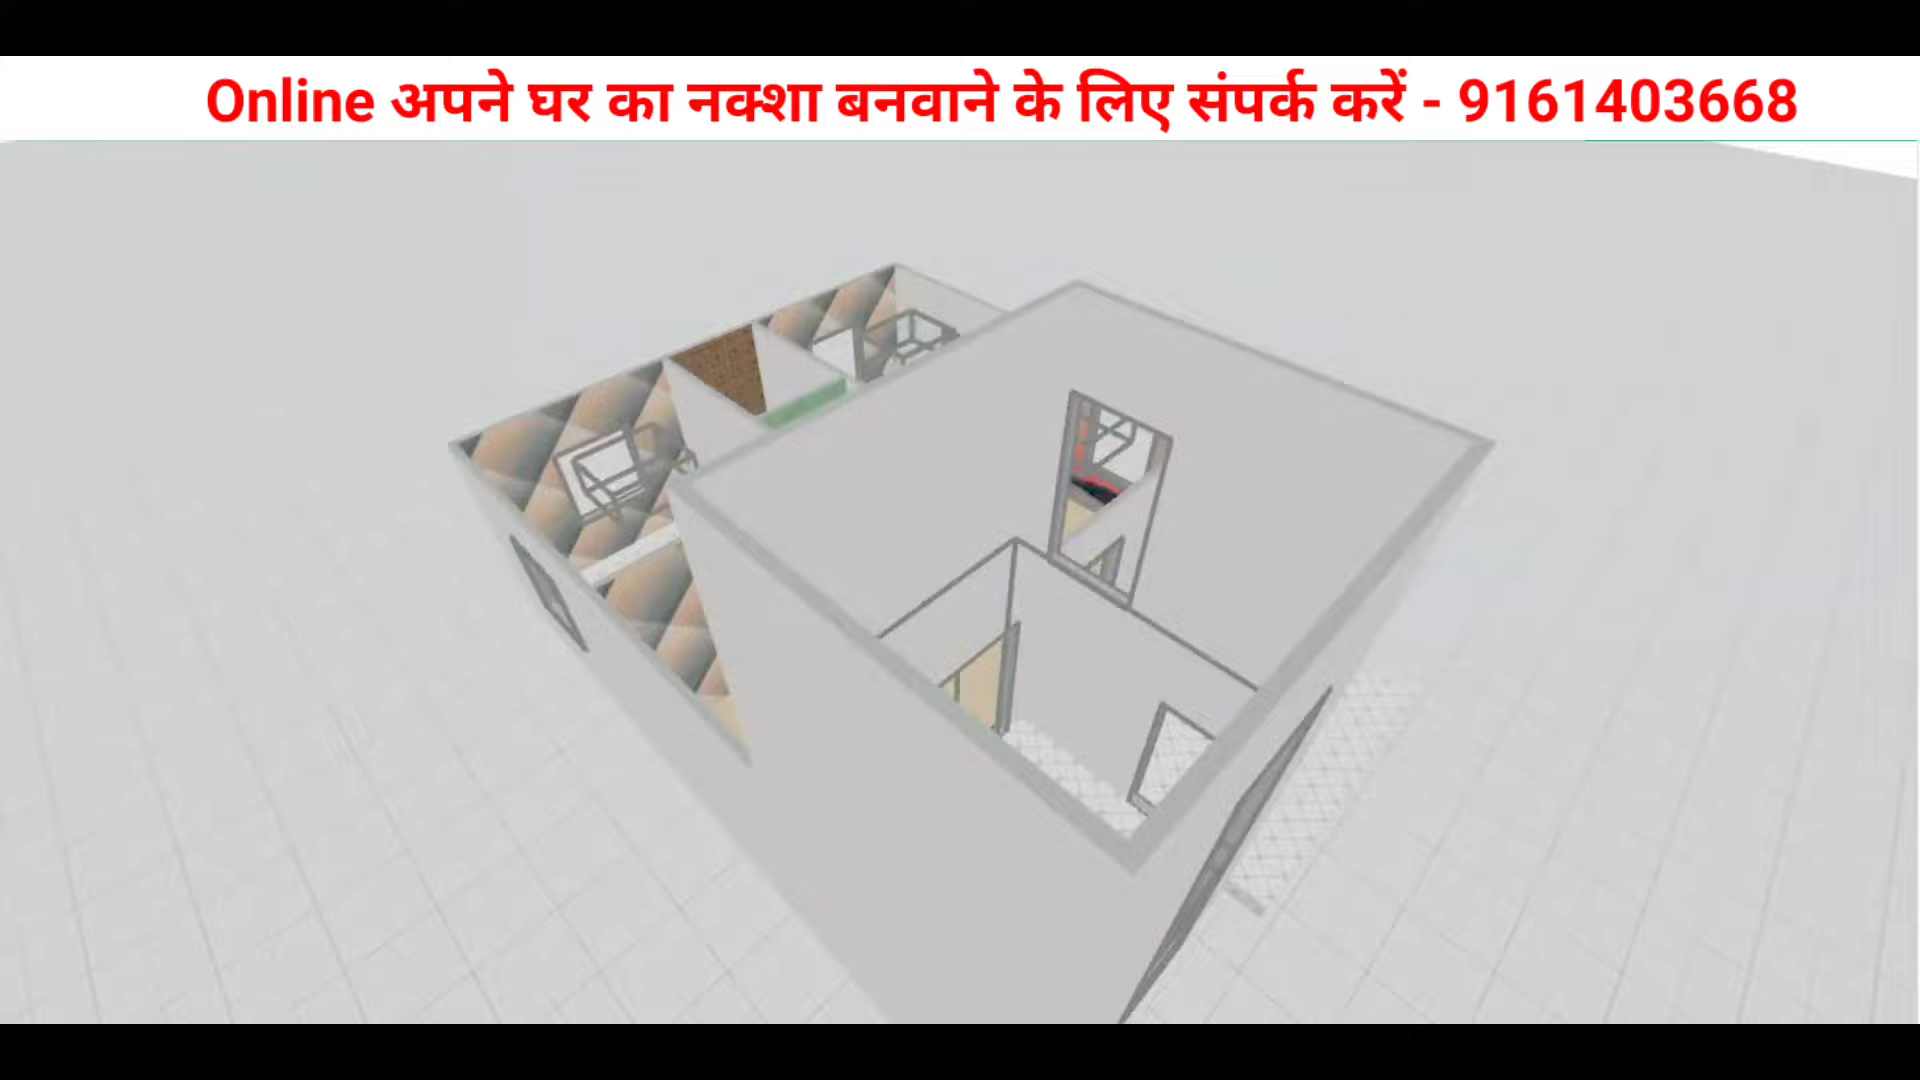 Online अपने घर का नक्शा बनवाने के लिए संपर्क करें - 9161403668